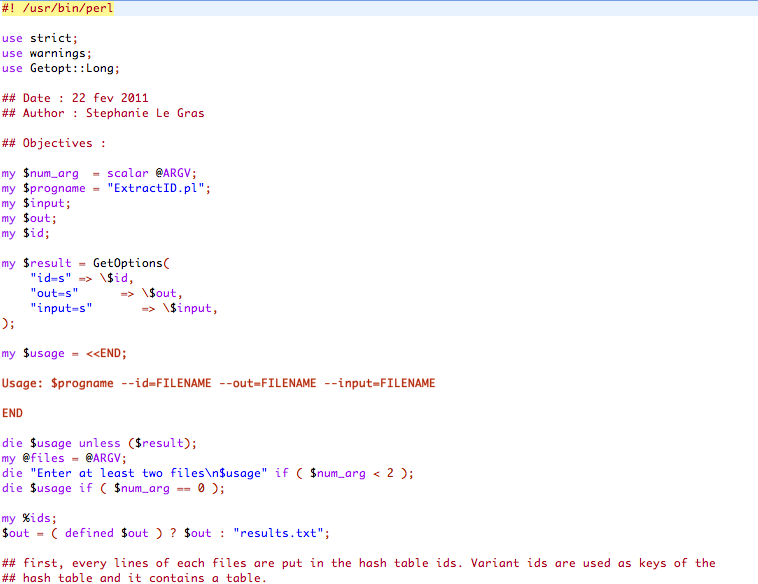 #! /usr/bin/perl
use strict;
use warnings;
use Getopt::Long;
## Date : 22 fev 2011
## Author : Stephanie Le Gras
## Objectives :
my $num_arg  = scalar @ARGV;
my $progname = "ExtractID.pl";
my $input;
my $out;
my $id;
my $result = GetOptions(
    "id=s" => \$id,
    "out=s"      => \$out,
    "input=s"       => \$input,
);
my $usage = <<END;
Usage: $progname --id=FILENAME --out=FILENAME --input=FILENAME
END
die $usage unless ($result);
my @files = @ARGV;
die "Enter at least two files\n$usage" if ( $num_arg < 2 );
die $usage if ( $num_arg == 0 );
my %ids;
$out = ( defined $out ) ? $out : "results.txt";
## first, every lines of each files are put in the hash table ids. Variant ids are used as keys of the
## hash table and it contains a table.